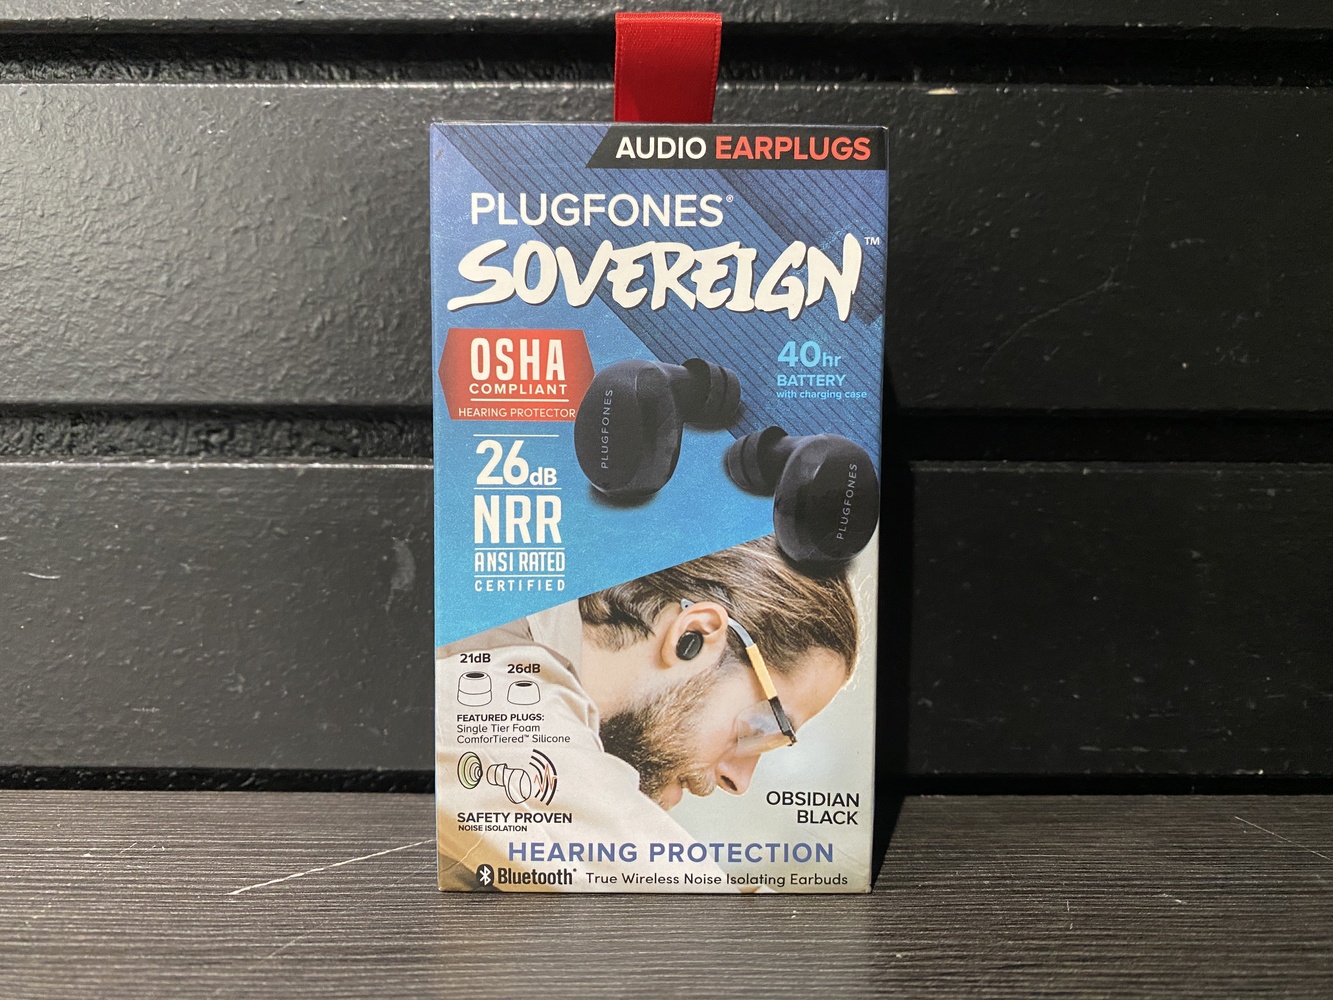 AUDIO EARPLUGS
PLUGFONES®
SOVEREIGN™
OSHA
COMPLIANT
HEARING PROTECTOR
40hr
BATTERY
with charging case
PLUGFONES
PLUGFONES
26dB
NRR
ANSI RATED
CERTIFIED
21dB
26dB
FEATURED PLUGS:
Single Tier Foam
ComforTiered™ Silicone
SAFETY PROVEN
NOISE ISOLATION
OBSIDIAN
BLACK
HEARING PROTECTION
Bluetooth® True Wireless Noise Isolating Earbuds